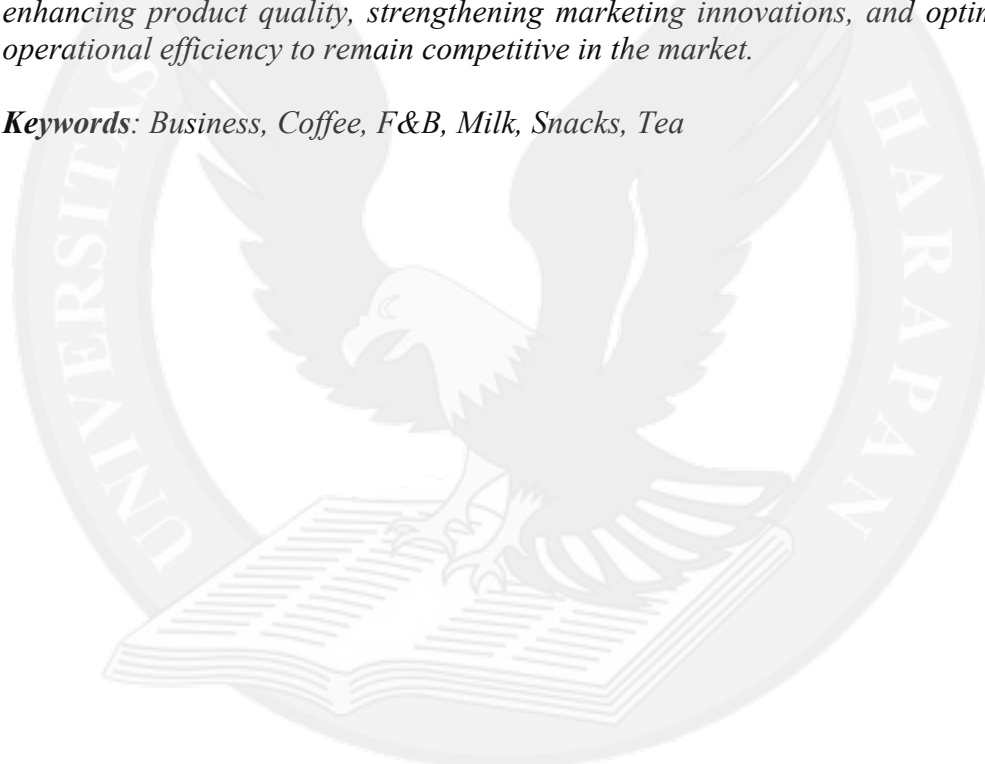 enhancing product quality, strengthening marketing innovations, and optim
operational efficiency to remain competitive in the market.
Keywords: Business, Coffee, F&B, Milk, Snacks, Tea
UNIVERSITAS
HARAPAN